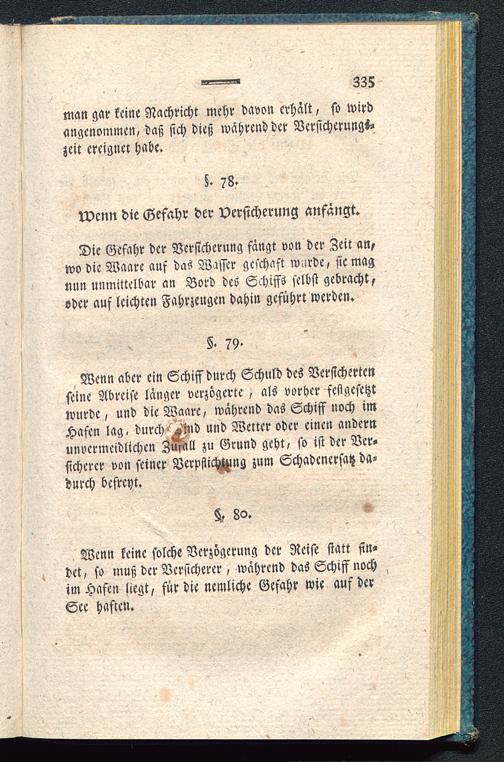 335
man gar keine Nachricht mehr davon erhält, so wird
angenommen, daß sich dieß während der Versicherungs-
zeit ereignet habe.
§. 78.
Wenn die Gefahr der Versicherung anfängt.
Die Gefahr der Versicherung fängt von der Zeit an,
wo die Waare auf das Wasser geschaft wurde, sie mag
nun unmittelbar an Bord des Schiffs selbst gebracht,
oder auf leichten Fahrzeugen dahin geführt werden.
§. 79.
Wenn aber ein Schiff durch Schuld des Versicherten
seine Abreise länger verzögerte, als vorher festgesetzt
wurde, und die Waare, während das Schiff noch im
Hafen lag, durch und Wetter oder einen andern
unvermeidlichen Zufall zu Grund geht, so ist der Ver-
sicherer von seiner Verpflichtung zum Schadenersatz da-
durch befreyt.
§. 80.
Wenn keine solche Verzögerung der Reise statt fin-
det, so muß der Versicherer, während das Schiff noch
im Hafen liegt, für die nemliche Gefahr wie auf der
See haften.